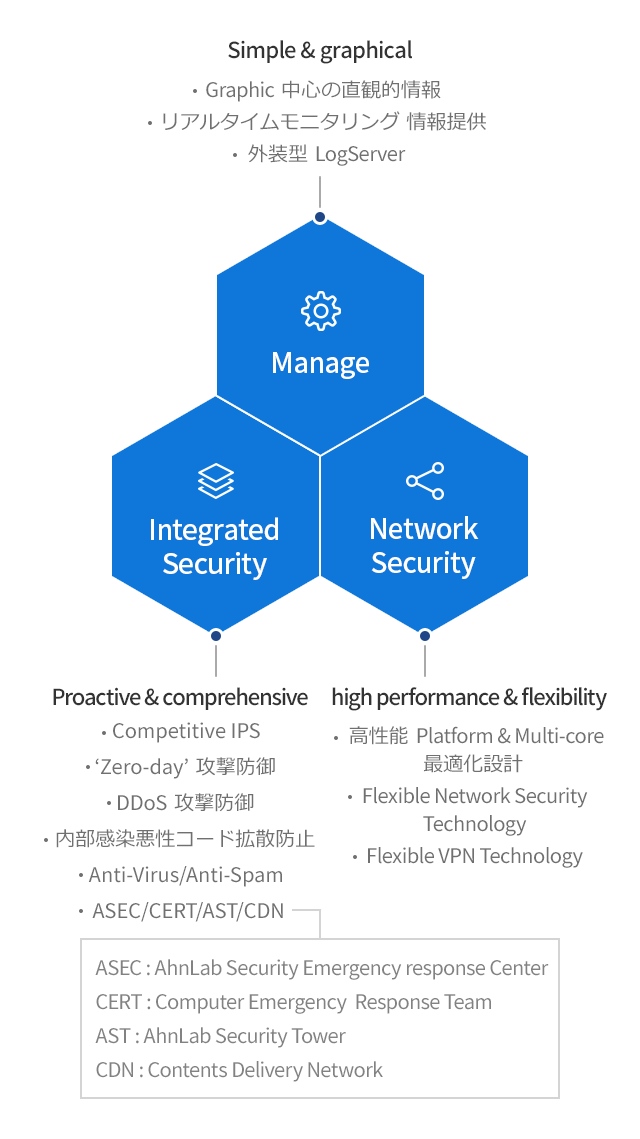 Simple & graphical
• Graphic 中心の直観的情報
• リアルタイムモニタリング 情報提供
• 外装型 LogServer
Manage
Integrated
Security
Network
Security
Proactive & comprehensive
• Competitive IPS
• ‘Zero-day’ 攻撃防御
• DDoS 攻撃防御
• 内部感染悪性コード拡散防止
• Anti-Virus/Anti-Spam
• ASEC/CERT/AST/CDN
high performance & flexibility
• 高性能 Platform & Multi-core
最適化設計
• Flexible Network Security
Technology
• Flexible VPN Technology
ASEC : AhnLab Security Emergency response Center
CERT : Computer Emergency Response Team
AST : AhnLab Security Tower
CDN : Contents Delivery Network